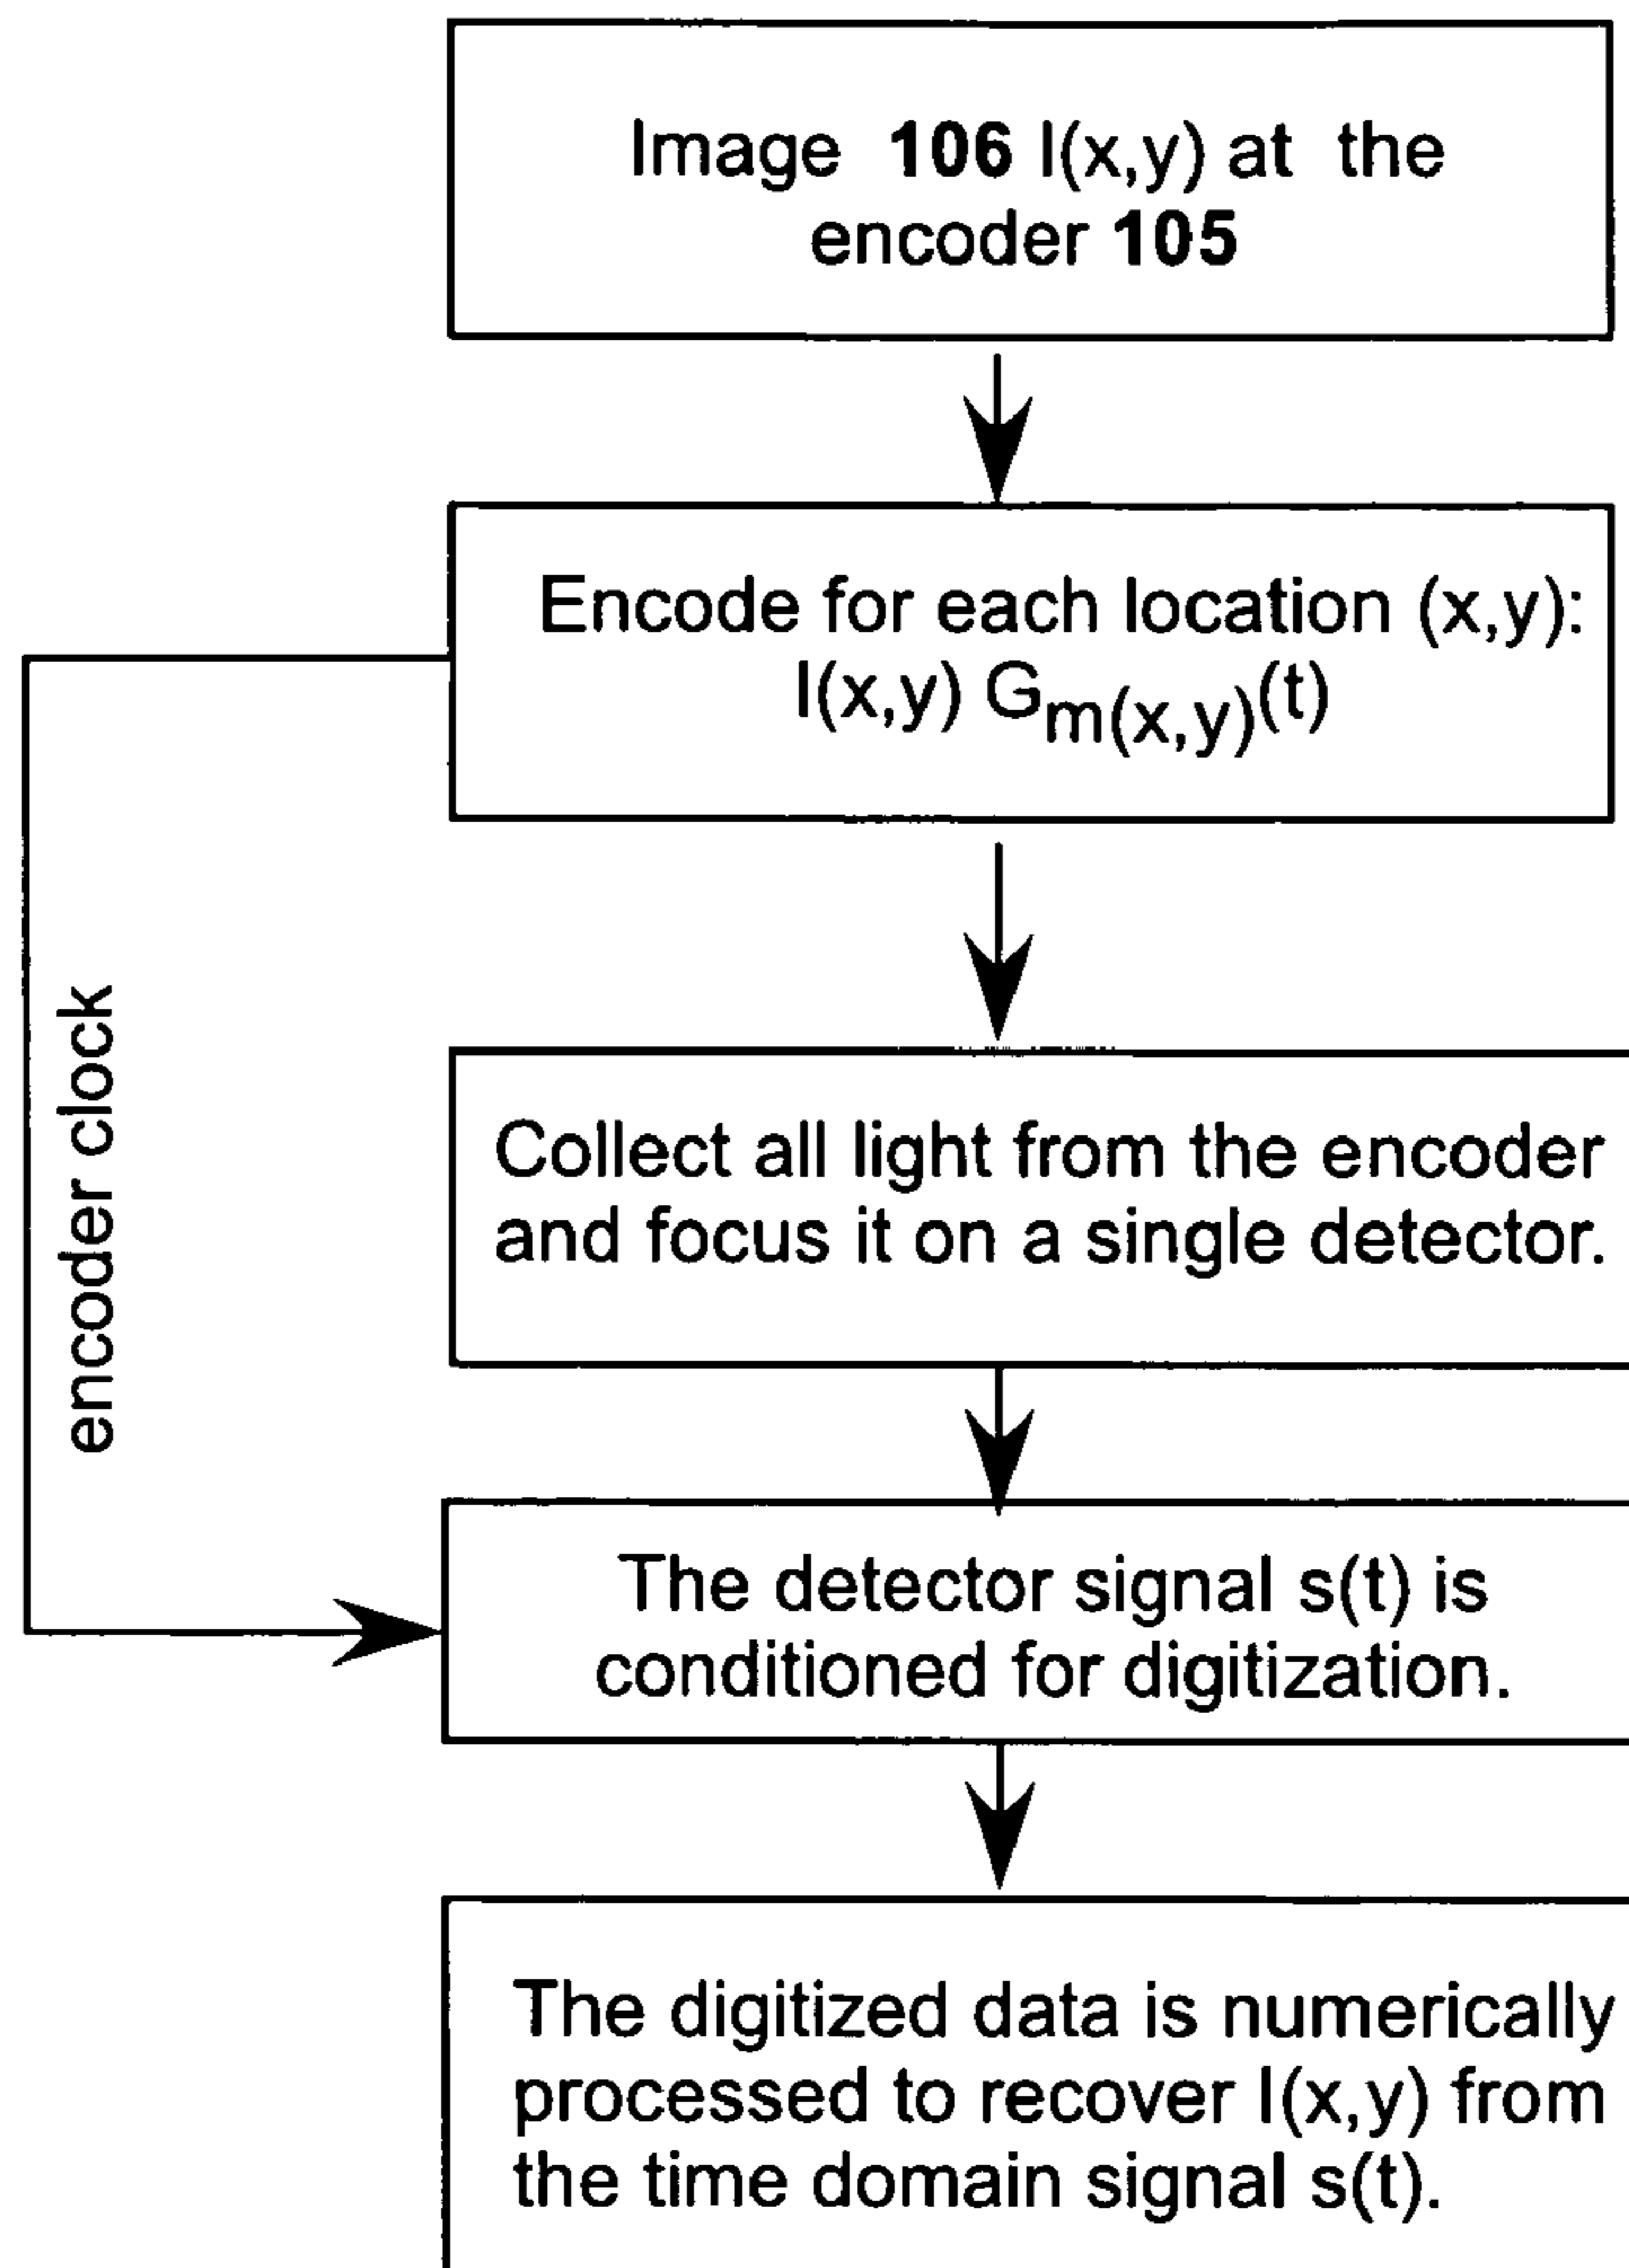 Image 106 I(x,y) at the
encoder 105
Encode for each location (x,y):
I(x,y) Gm(x,y)(t)
encoder clock
Collect all light from the encoder
and focus it on a single detector.
The detector signal s(t) is
conditioned for digitization.
The digitized data is numerically
processed to recover I(x,y) from
the time domain signal s(t).